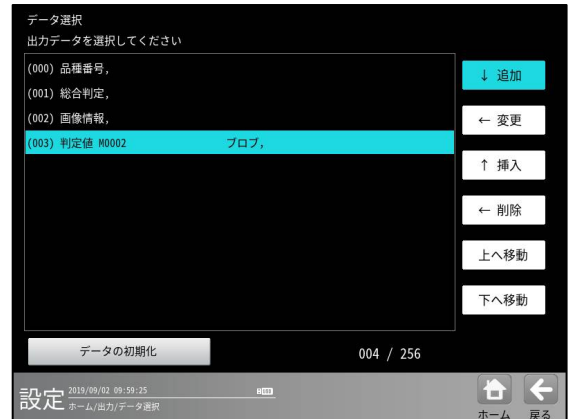 データ選択
出力データを選択してください
(000) 品種番号,
(001) 総合判定,
(002) 画像情報,
(003) 判定値 M0002 ブロブ,
↓ 追加
← 変更
↑ 挿入
← 削除
上へ移動
下へ移動
データの初期化
004 / 256
設定
2019/09/02 09:59:25
ホーム/出力/データ選択
ホーム
戻る